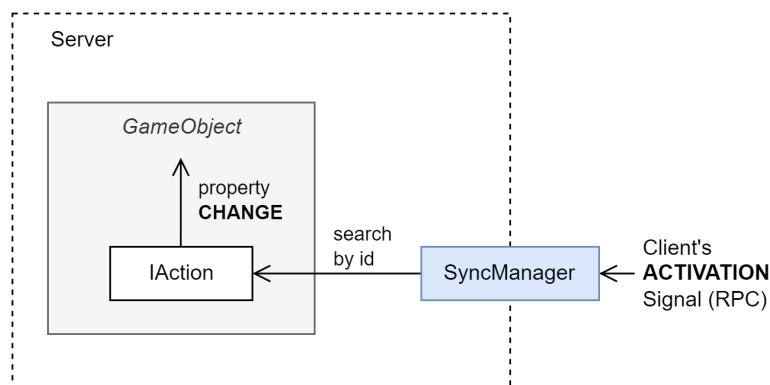 Server
GameObject
property
CHANGE
IAction
search
by id
SyncManager
Client's
ACTIVATION
Signal (RPC)